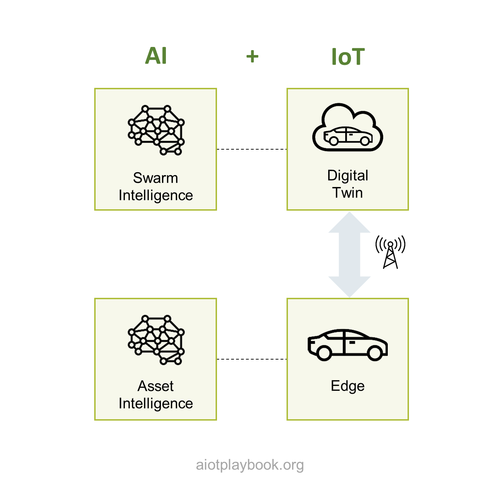 AI + IoT
Swarm
Intelligence
Digital
Twin
Asset
Intelligence
Edge
aiotplaybook.org